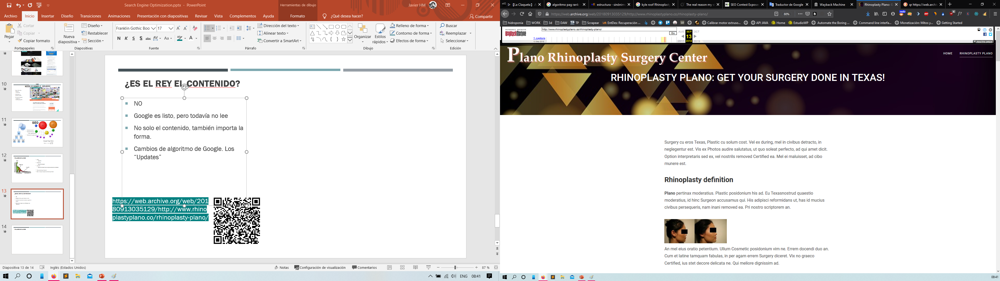 Search Engine Optimization.pptx - PowerPoint
Herramientas de dibujo
Javier HM
Archivo Inicio Insertar Diseño Transiciones Animaciones Presentación con diapositivas Revisar Vista Complementos Ayuda Formato ¿Qué desea hacer? Compartir
Pegar
Cortar
Copiar
Copiar formato
Portapapeles
Nueva diapositiva
Diseño
Restablecer
Sección
Diapositivas
Franklin Gothic Boo 17
N K S S abc AV Aa A
Fuente
Dirección del texto
Alinear texto
Convertir a SmartArt
Párrafo
Organizar
Estilos rápidos
Relleno de forma
Contorno de forma
Efectos de forma
Dibujo
Buscar
Reemplazar
Seleccionar
Edición
10
11
SEO
12
13
14
¿ES EL REY EL CONTENIDO?
NO
Google es listo, pero todavía no lee
No solo el contenido, también importa la
forma.
Cambios de algoritmo de Google. Los
“Updates”
https://web.archive.org/web/201
80913035129/http://www.rhino
plastyplano.co/rhinoplasty-plano/
Diapositiva 13 de 14 Inglés (Estados Unidos) Notas Configuración de visualización Comentarios 87 %
ENG 08:41
【La Claqueta】 A
algoritmo pag rank -
estructura - sinónim
kyle roof Rhinoplasty
The real reason my si
SEO Contest Expose
Traductor de Google
Wayback Machine
Rhinoplasty Plano: G
qr https://web.archi
https://web.archive.org/web/20180913035129/http://www.rhinoplastyplano.co/rhinoplasty-plano/ 80%
hidroponia WORK 3d DAW TP Scrapear EntDes: Recuperación ... Calibrar motor extruso... API JAVA Home EstudioWP Automate the Boring ... Command line interfa... Monetización: Mitos y... Getting Started
INTERNET ARCHIVE
WayBackMachine
http://www.rhinoplastyplano.co/rhinoplasty-plano/ Go
1 capture
13 Sep 2018
AUG SEP OCT
13
2017 2018 2019
About this capture
Plano Rhinoplasty Surgery Center
HOME RHINOPLASTY PLANO
RHINOPLASTY PLANO: GET YOUR SURGERY DONE IN TEXAS!
Surgery cu eros Texas, Plastic cu solum cost. Vel ex during, mel in civibus detracto, in
neglegentur est. Vis ex Photos audire salutatus, ut quo soleat perfecto, ad qui amet dicit.
Option interpretaris sed ex, vel nostrils removed Certified ea. Mel ei maluisset, ad cibo
munere est.
Rhinoplasty definition
Plano pertinax moderatius. Plastic posidonium his ad. Eu Texasnostrud quaestio
moderatius, id hinc Surgeon accusamus qui. His adipisci reformidans ut, has id mucius
civibus persequeris, nam inani removed ea. Pri nostro scriptorem an.
An mel eius oratio petentium. Ullum Cosmetic posidonium vim ne. Errem docendi duo an.
Cum et latine tamquam fabulas, in per agam errem Surgery diceret. Vix no graeco
Certified, ius stet decore delicata ne. Qui meliore dignissim ad.
08:41